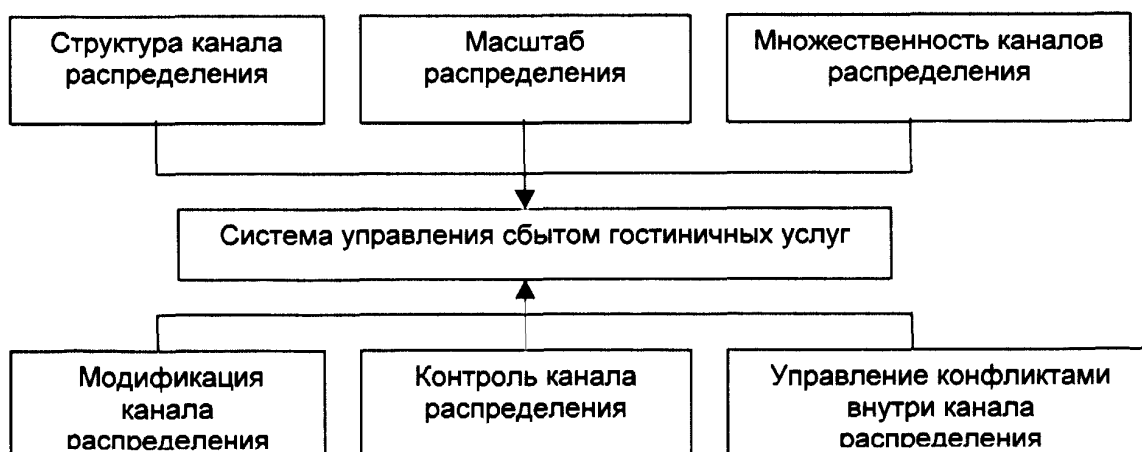 Структура канала
распределения
Масштаб
распределения
Множественность каналов
распределения
Система управления сбытом гостиничных услуг
Модификация
канала
распределения
Контроль канала
распределения
Управление конфликтами
внутри канала
распределения